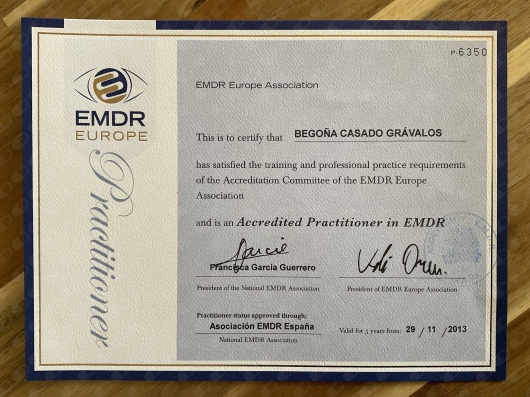 P-6350
EMDR
EUROPE
Practitioner
EMDR Europe Association
This is to certify that BEGOÑA CASADO GRÁVALOS
has satisfied the training and professional practice requirements
of the Accreditation Committee of the EMDR Europe
Association
and is an Accredited Practitioner in EMDR
Francisca García Guerrero
President of the National EMDR Association
President of EMDR Europe Association
Practitioner status approved through:
Asociación EMDR España
National EMDR Association
Valid for 5 years from: 29 / 11 / 2013